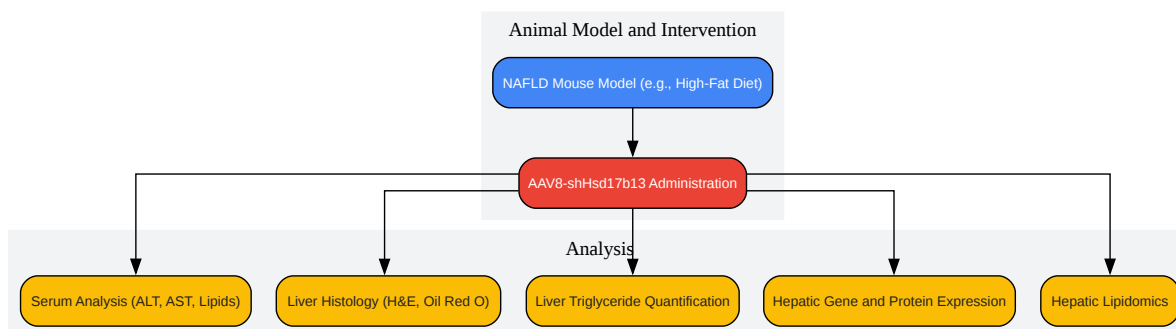 Animal Model and Intervention
NAFLD Mouse Model (e.g., High-Fat Diet)
AAV8-shHsd17b13 Administration
Analysis
Serum Analysis (ALT, AST, Lipids)
Liver Histology (H&E, Oil Red O)
Liver Triglyceride Quantification
Hepatic Gene and Protein Expression
Hepatic Lipidomics